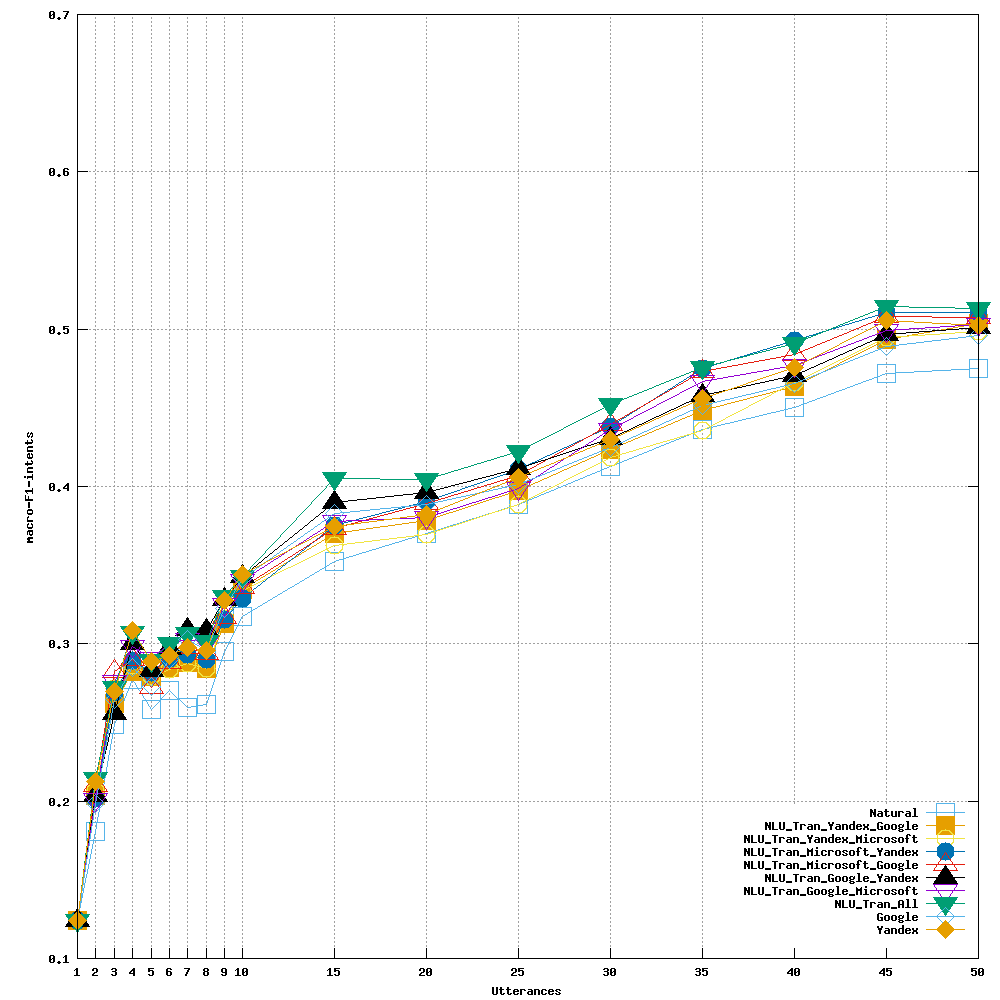 0.7
0.6
0.5
0.4
0.3
0.2
0.1
Macro-F1-intents
Natural
NLU_Tran_Yandex_Google
NLU_Tran_Yandex_Microsoft
NLU_Tran_Microsoft_Yandex
NLU_Tran_Microsoft_Google
NLU_Tran_Google_Yandex
NLU_Tran_Google_Microsoft
NLU_Tran_All
Google
Yandex
1 2 3 4 5 6 7 8 9 10 15 20 25 30 35 40 45 50
Utterances